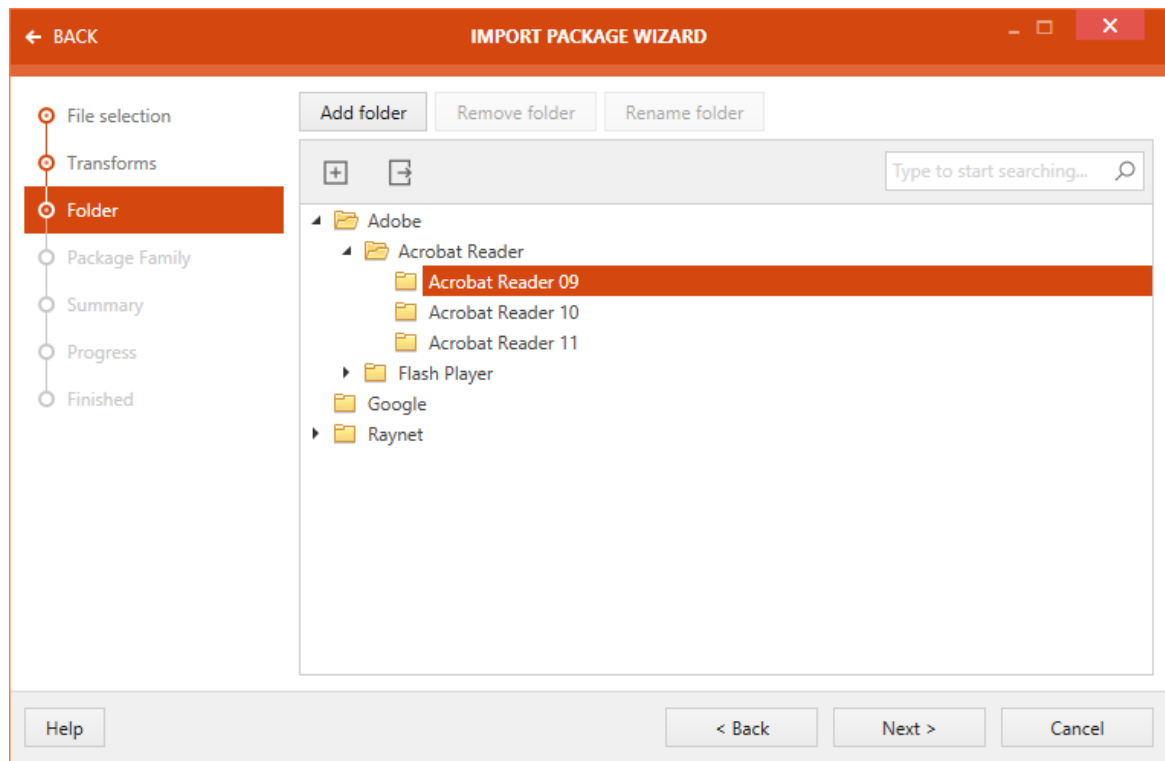 BACK
IMPORT PACKAGE WIZARD
File selection
Transforms
Folder
Package Family
Summary
Progress
Finished
Add folder Remove folder Rename folder
Type to start searching...
Adobe
Acrobat Reader
Acrobat Reader 09
Acrobat Reader 10
Acrobat Reader 11
Flash Player
Google
Raynet
Help < Back Next > Cancel